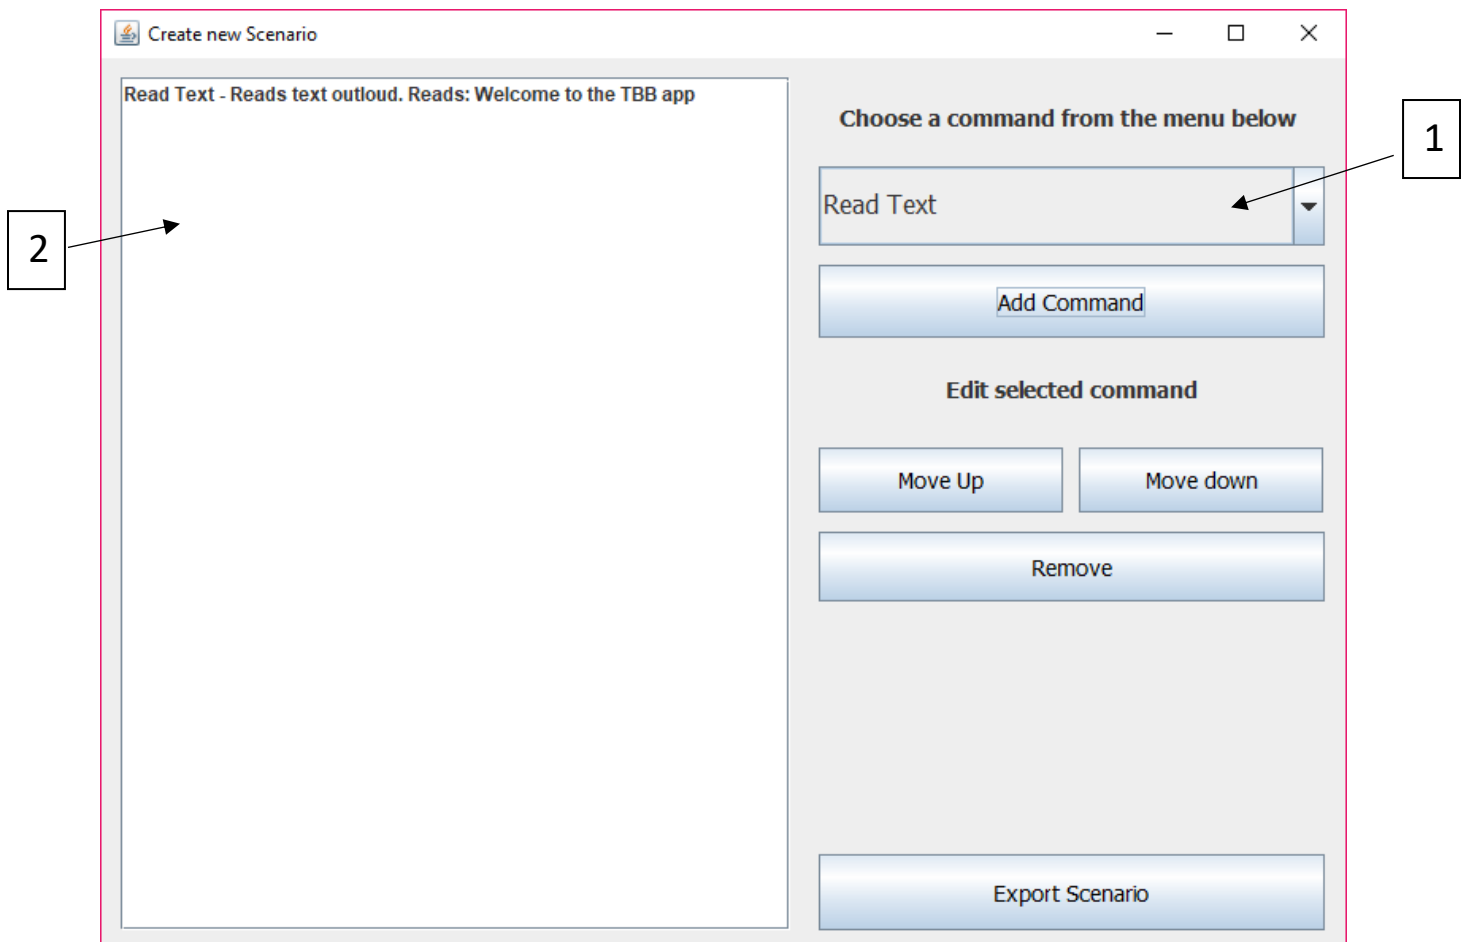 Create new Scenario
Read Text - Reads text outloud. Reads: Welcome to the TBB app
Choose a command from the menu below
1
Read Text
2
Add Command
Edit selected command
Move Up
Move down
Remove
Export Scenario